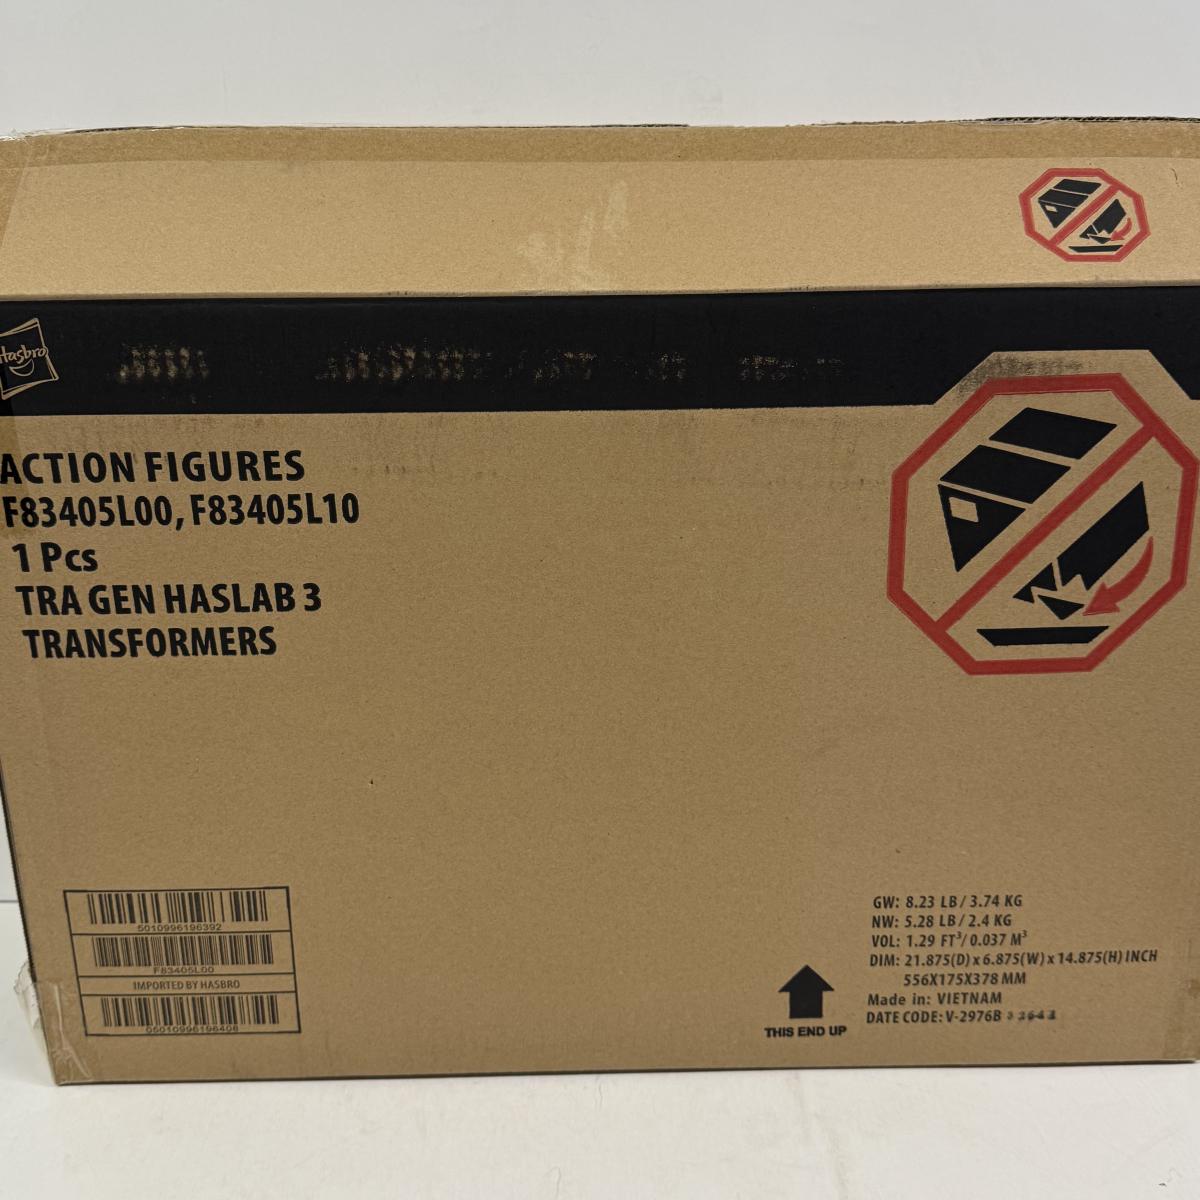 Hasbro
ACTION FIGURES
F83405L00, F83405L10
1 Pcs
TRA GEN HASLAB 3
TRANSFORMERS
5010996196392
F83405L00
IMPORTED BY HASBRO
05010996196408
THIS END UP
GW: 8.23 LB / 3.74 KG
NW: 5.28 LB / 2.4 KG
VOL: 1.29 FT³/ 0.037 M³
DIM: 21.875(D) x 6.875(W) x 14.875(H) INCH
556X175X378 MM
Made in: VIETNAM
DATE CODE: V-2976B